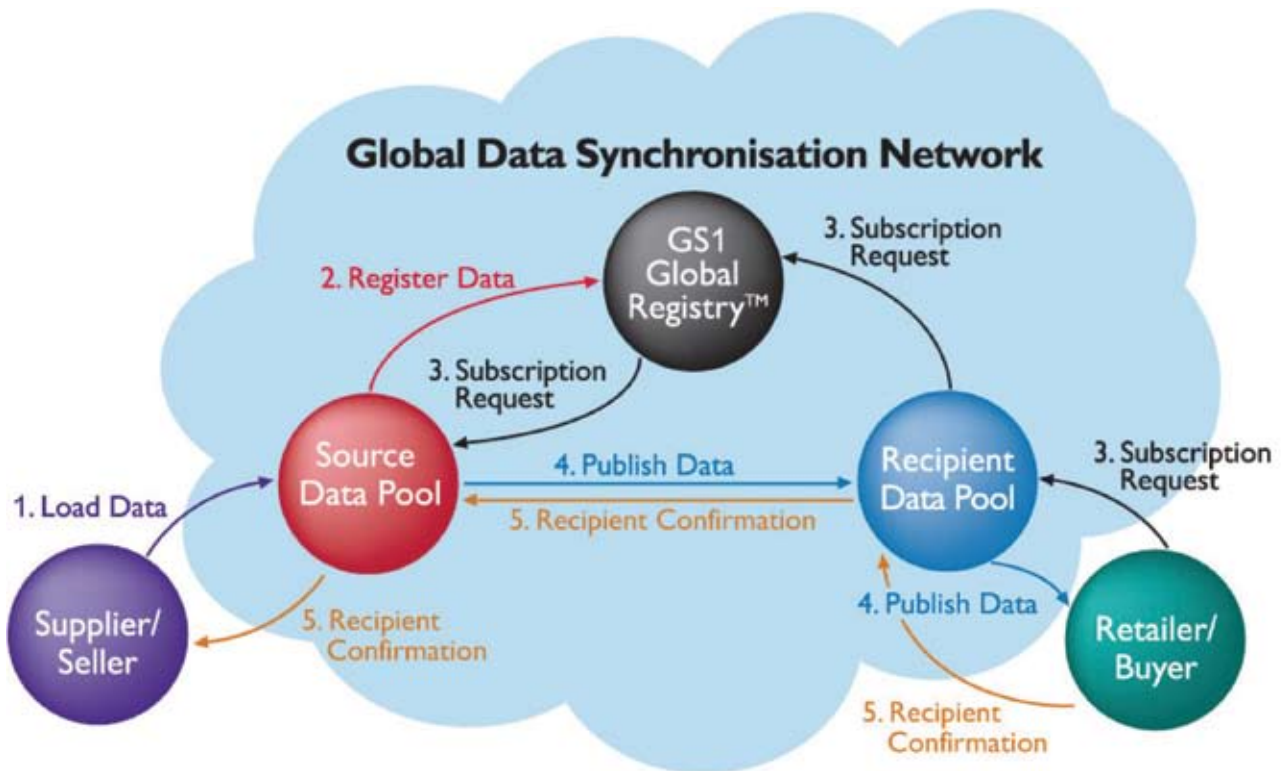 Global Data Synchronisation Network
GS1
Global
Registry™
3. Subscription
Request
2. Register Data
3. Subscription
Request
Source
Data Pool
4. Publish Data
Recipient
Data Pool
3. Subscription
Request
1. Load Data
5. Recipient Confirmation
Supplier/
Seller
5. Recipient
Confirmation
4. Publish Data
Retailer/
Buyer
5. Recipient
Confirmation